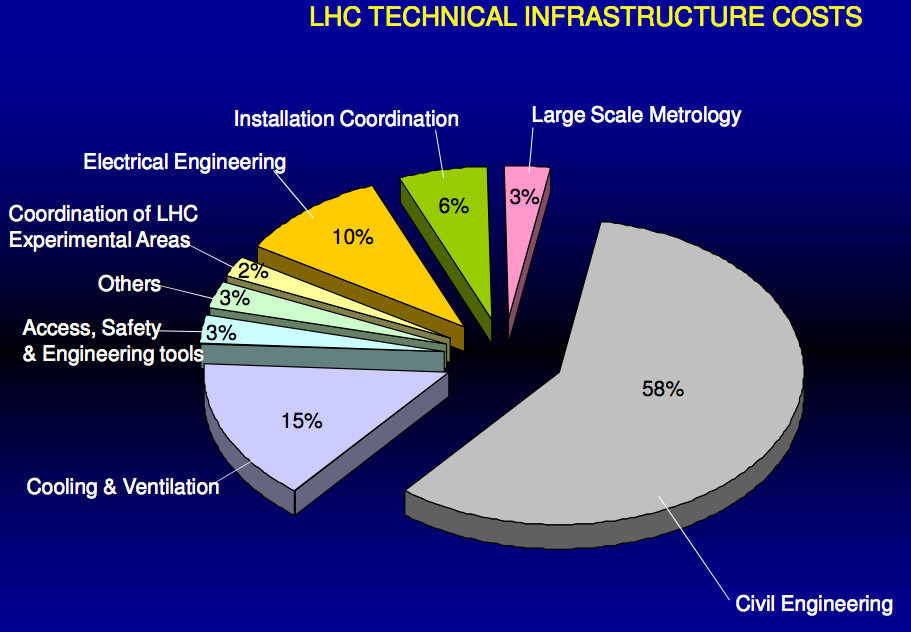 LHC TECHNICAL INFRASTRUCTURE COSTS
Installation Coordination
Large Scale Metrology
Electrical Engineering
6%
3%
Coordination of LHC
Experimental Areas
10%
2%
Others
3%
Access, Safety
& Engineering tools
3%
58%
15%
Cooling & Ventilation
Civil Engineering